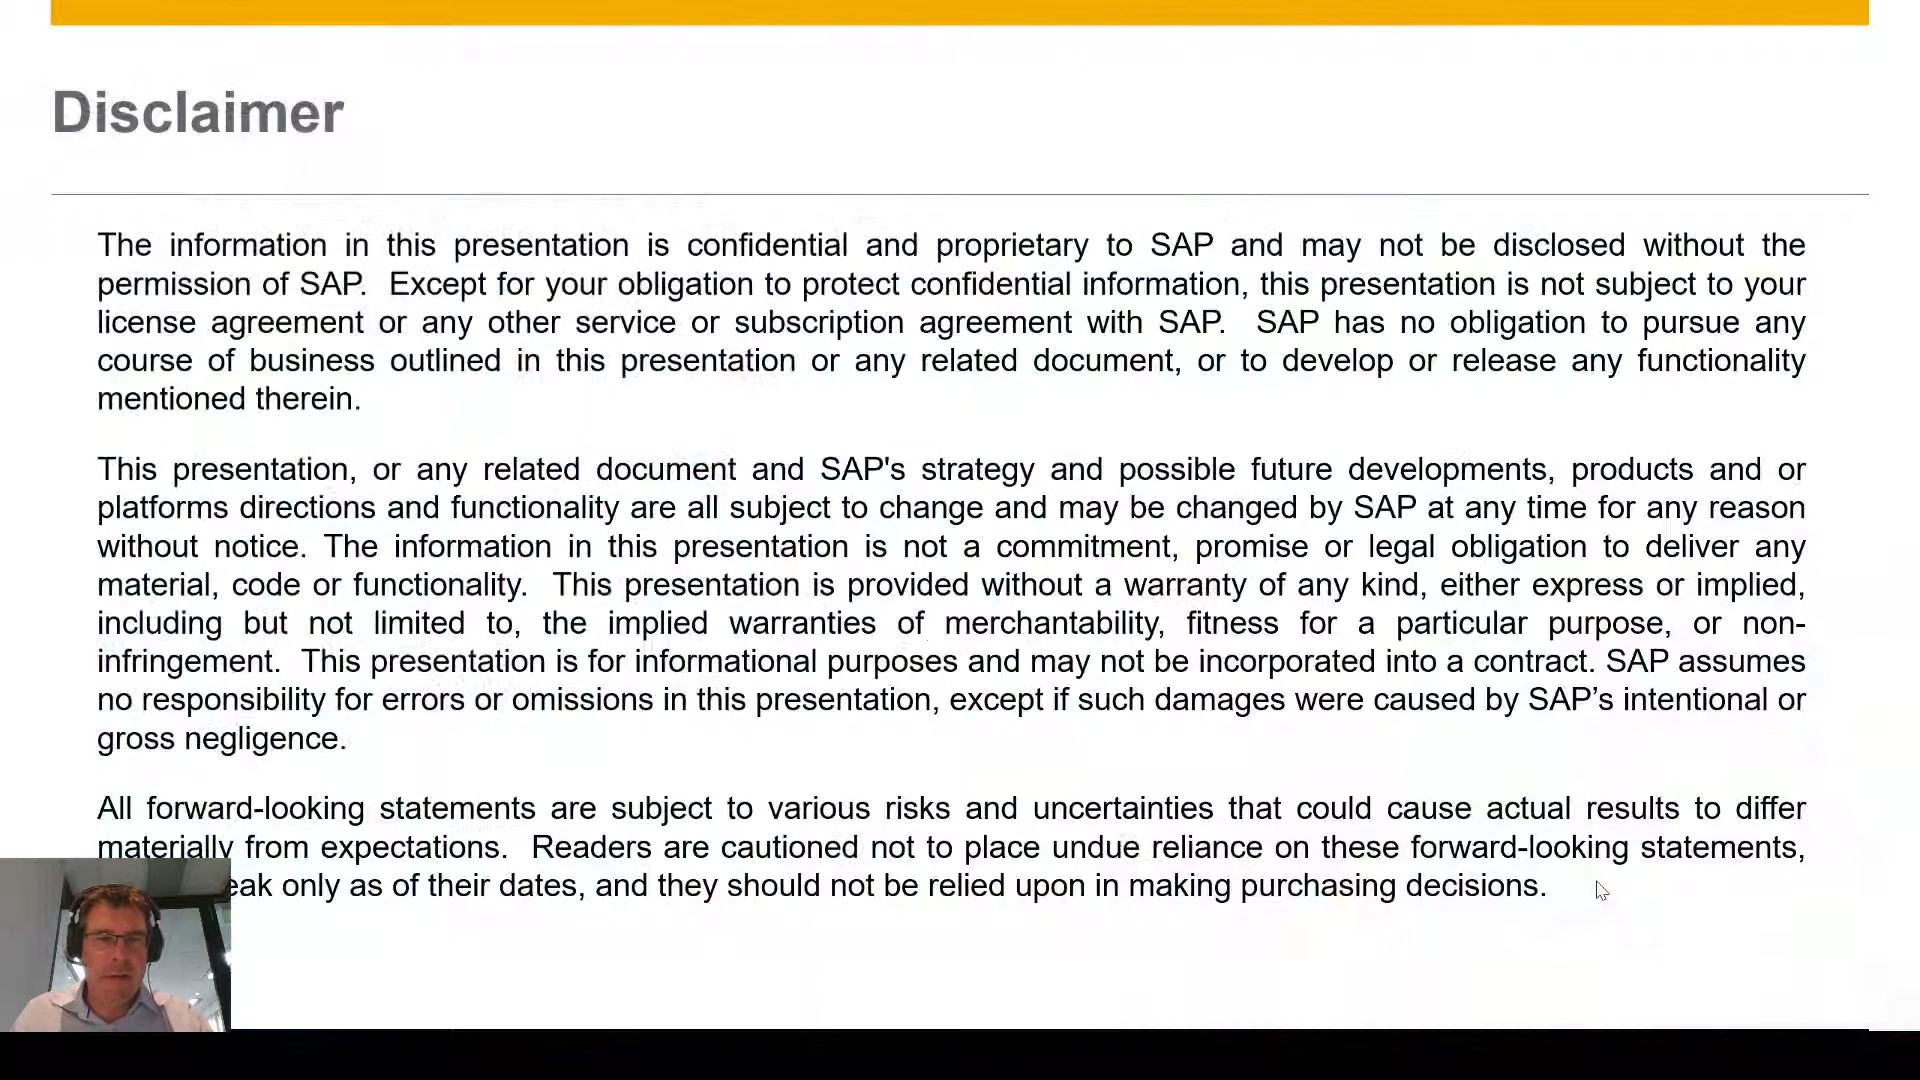 Disclaimer
The information in this presentation is confidential and proprietary to SAP and may not be disclosed without the
permission of SAP.  Except for your obligation to protect confidential information, this presentation is not subject to your
license agreement or any other service or subscription agreement with SAP.  SAP has no obligation to pursue any
course of business outlined in this presentation or any related document, or to develop or release any functionality
mentioned therein.
This presentation, or any related document and SAP's strategy and possible future developments, products and or
platforms directions and functionality are all subject to change and may be changed by SAP at any time for any reason
without notice. The information in this presentation is not a commitment, promise or legal obligation to deliver any
material, code or functionality.  This presentation is provided without a warranty of any kind, either express or implied,
including but not limited to, the implied warranties of merchantability, fitness for a particular purpose, or non-
infringement.  This presentation is for informational purposes and may not be incorporated into a contract. SAP assumes
no responsibility for errors or omissions in this presentation, except if such damages were caused by SAP’s intentional or
gross negligence.
All forward-looking statements are subject to various risks and uncertainties that could cause actual results to differ
materially from expectations.  Readers are cautioned not to place undue reliance on these forward-looking statements,
only as of their dates, and they should not be relied upon in making purchasing decisions.